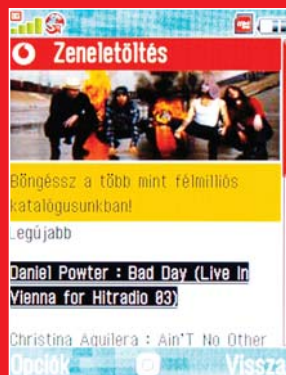 Zeneletöltés
Böngéssz a több mint félmilliós
katalógusunkban!
Legújabb
Daniel Powter : Bad Day (Live In
Vienna for Hitradio Ö3)
Christina Aguilera : Ain'T No Other
Opciók Vissza